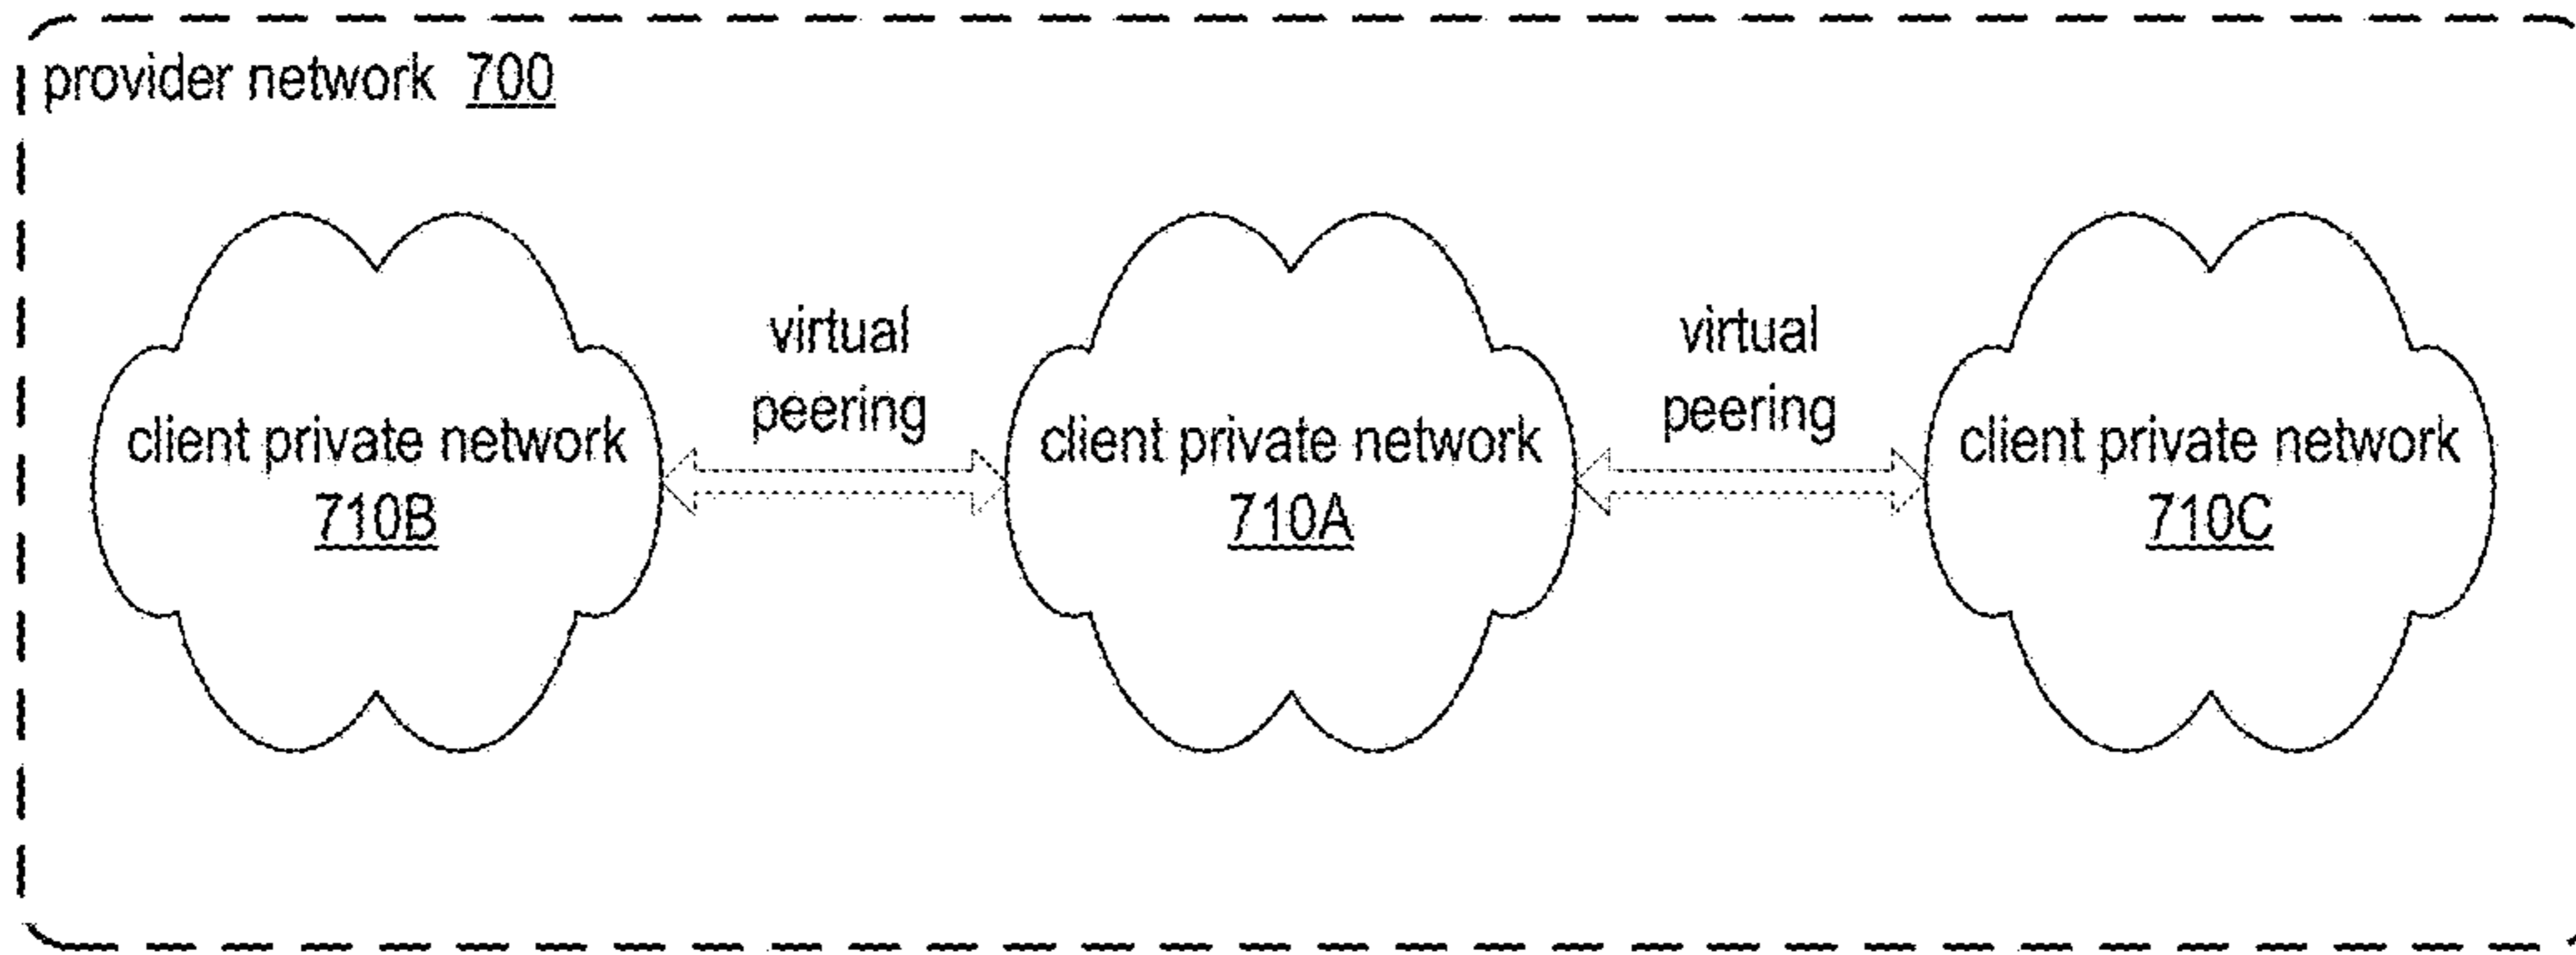 provider network 700
virtual
peering
virtual
peering
client private network
710B
client private network
710A
client private network
710C